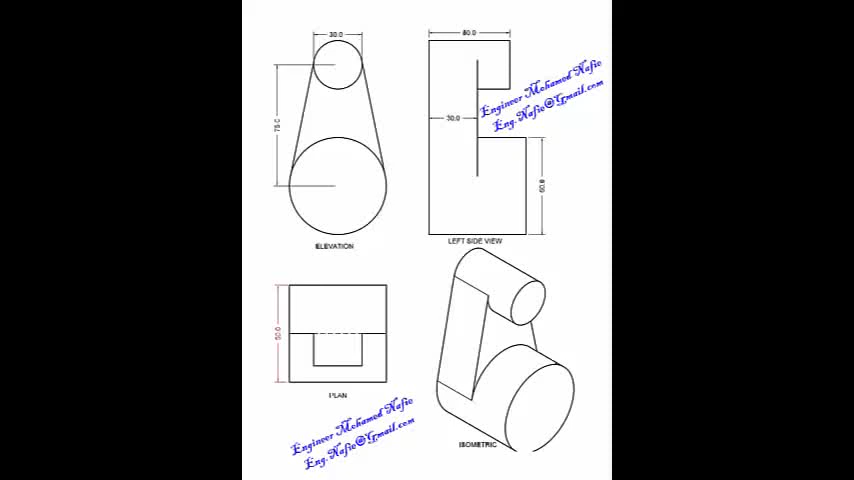 30.0
50.0
75.0
30.0
60.0
Engineer Mohamed Nafie
Eng.Nafie@Gmail.com
ELEVATION
LEFT SIDE VIEW
60.0
PLAN
ISOMETRIC
Engineer Mohamed Nafie
Eng.Nafie@Gmail.com